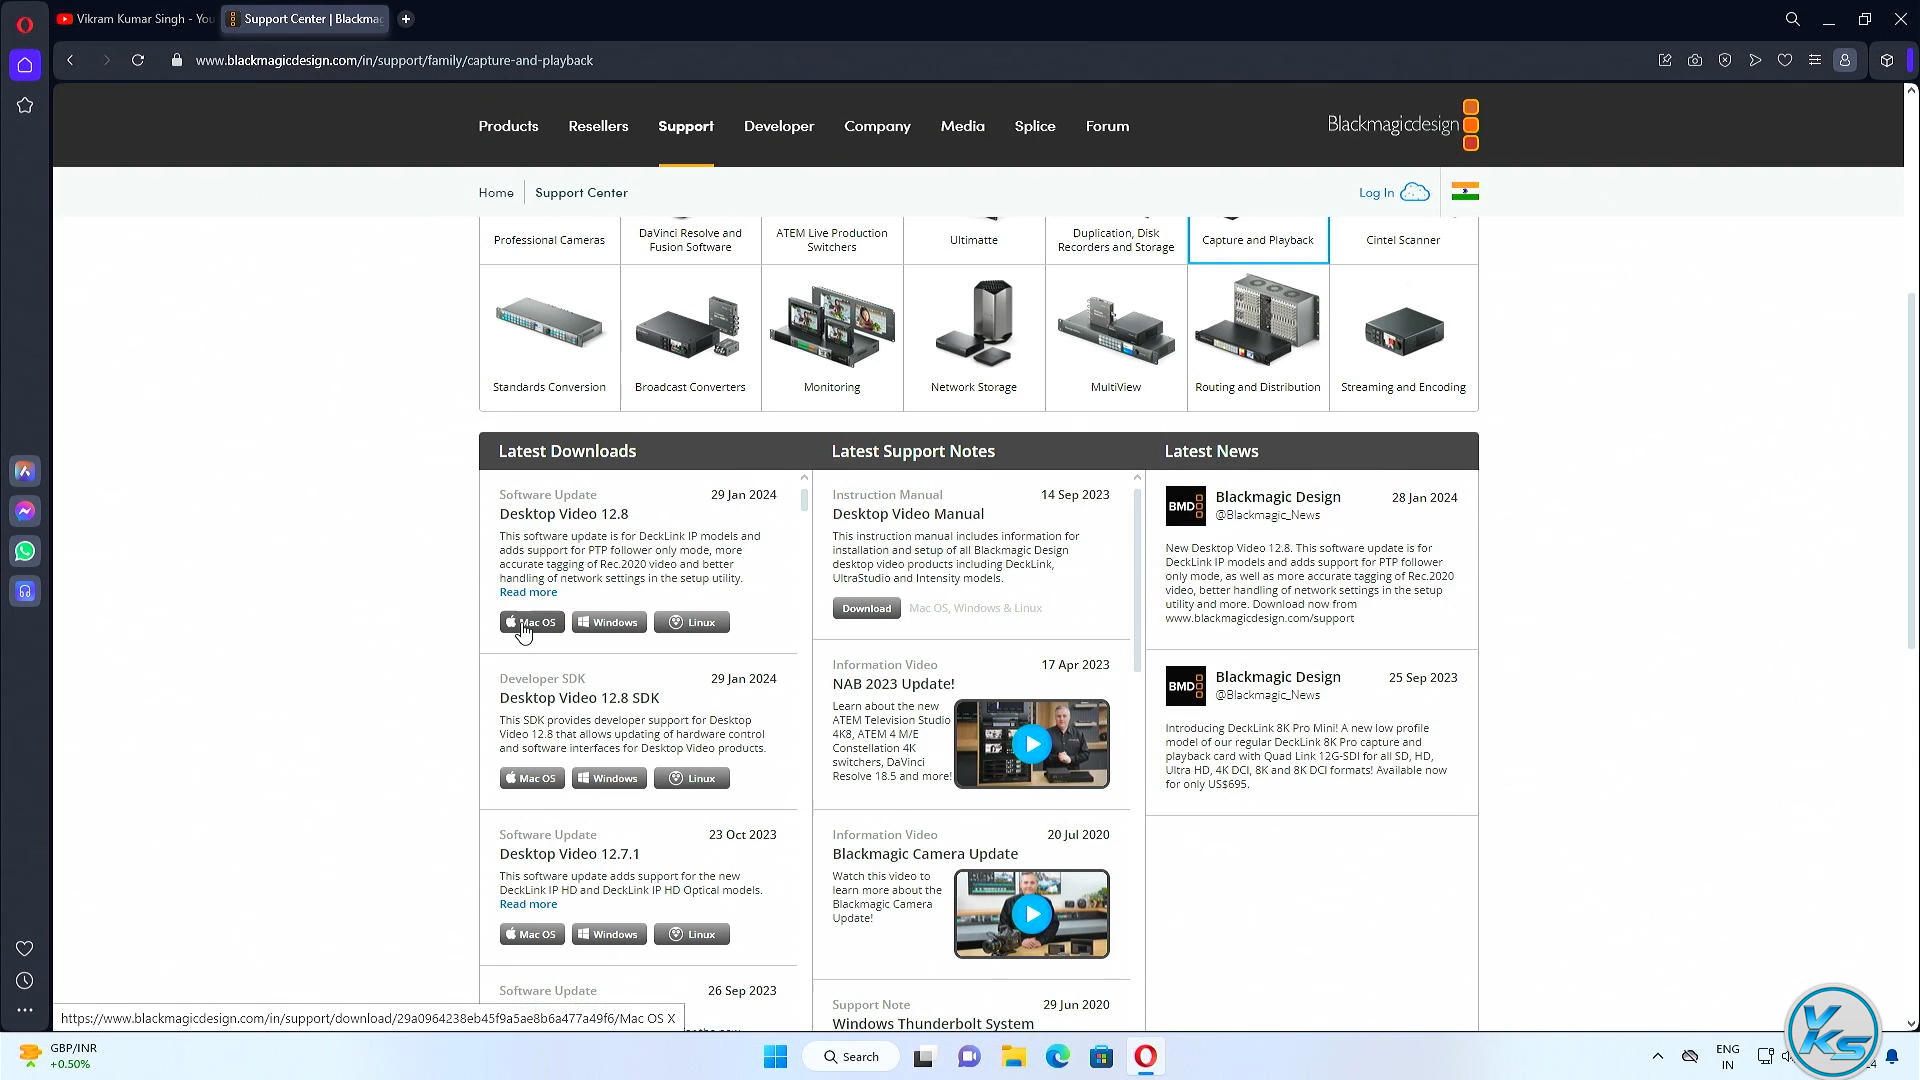 Vikram Kumar Singh - You
Support Center | Blackmag
www.blackmagicdesign.com/in/support/family/capture-and-playback
Products
Resellers
Support
Developer
Company
Media
Splice
Forum
Blackmagicdesign
Home
Support Center
Log In
Professional Cameras
DaVinci Resolve and
Fusion Software
ATEM Live Production
Switchers
Ultimatte
Duplication, Disk
Recorders and Storage
Capture and Playback
Cintel Scanner
Standards Conversion
Broadcast Converters
Monitoring
Network Storage
MultiView
Routing and Distribution
Streaming and Encoding
Latest Downloads
Software Update
29 Jan 2024
Desktop Video 12.8
This software update is for DeckLink IP models and
adds support for PTP follower only mode, more
accurate tagging of Rec.2020 video and better
handling of network settings in the setup utility.
Read more
Mac OS
Windows
Linux
Developer SDK
29 Jan 2024
Desktop Video 12.8 SDK
This SDK provides developer support for Desktop
Video 12.8 that allows updating of hardware control
and software interfaces for Desktop Video products.
Mac OS
Windows
Linux
Software Update
23 Oct 2023
Desktop Video 12.7.1
This software update adds support for the new
DeckLink IP HD and DeckLink IP HD Optical models.
Read more
Mac OS
Windows
Linux
Software Update
26 Sep 2023
Latest Support Notes
Instruction Manual
14 Sep 2023
Desktop Video Manual
This instruction manual includes information for
installation and setup of all Blackmagic Design
desktop video products including DeckLink,
UltraStudio and Intensity models.
Download
Mac OS, Windows & Linux
Information Video
17 Apr 2023
NAB 2023 Update!
Learn about the new
ATEM Television Studio
4K8, ATEM 4 M/E
Constellation 4K
switchers, DaVinci
Resolve 18.5 and more!
Information Video
20 Jul 2020
Blackmagic Camera Update
Watch this video to
learn more about the
Blackmagic Camera
Update!
Support Note
29 Jun 2020
Windows Thunderbolt System
Latest News
BMD
Blackmagic Design
28 Jan 2024
@Blackmagic_News
New Desktop Video 12.8. This software update is for
DeckLink IP models and adds support for PTP follower
only mode, as well as more accurate tagging of Rec.2020
video, better handling of network settings in the setup
utility and more. Download now from
www.blackmagicdesign.com/support
BMD
Blackmagic Design
25 Sep 2023
@Blackmagic_News
Introducing DeckLink 8K Pro Mini! A new low profile
model of our regular DeckLink 8K Pro capture and
playback card with Quad Link 12G-SDI for all SD, HD,
Ultra HD, 4K DCI, 8K and 8K DCI formats! Available now
for only US$695.
https://www.blackmagicdesign.com/in/support/download/29a0964238eb45f9a5ae8b6a477a49f6/Mac OS X
GBP/INR
+0.50%
Search
ENG
IN
YKS